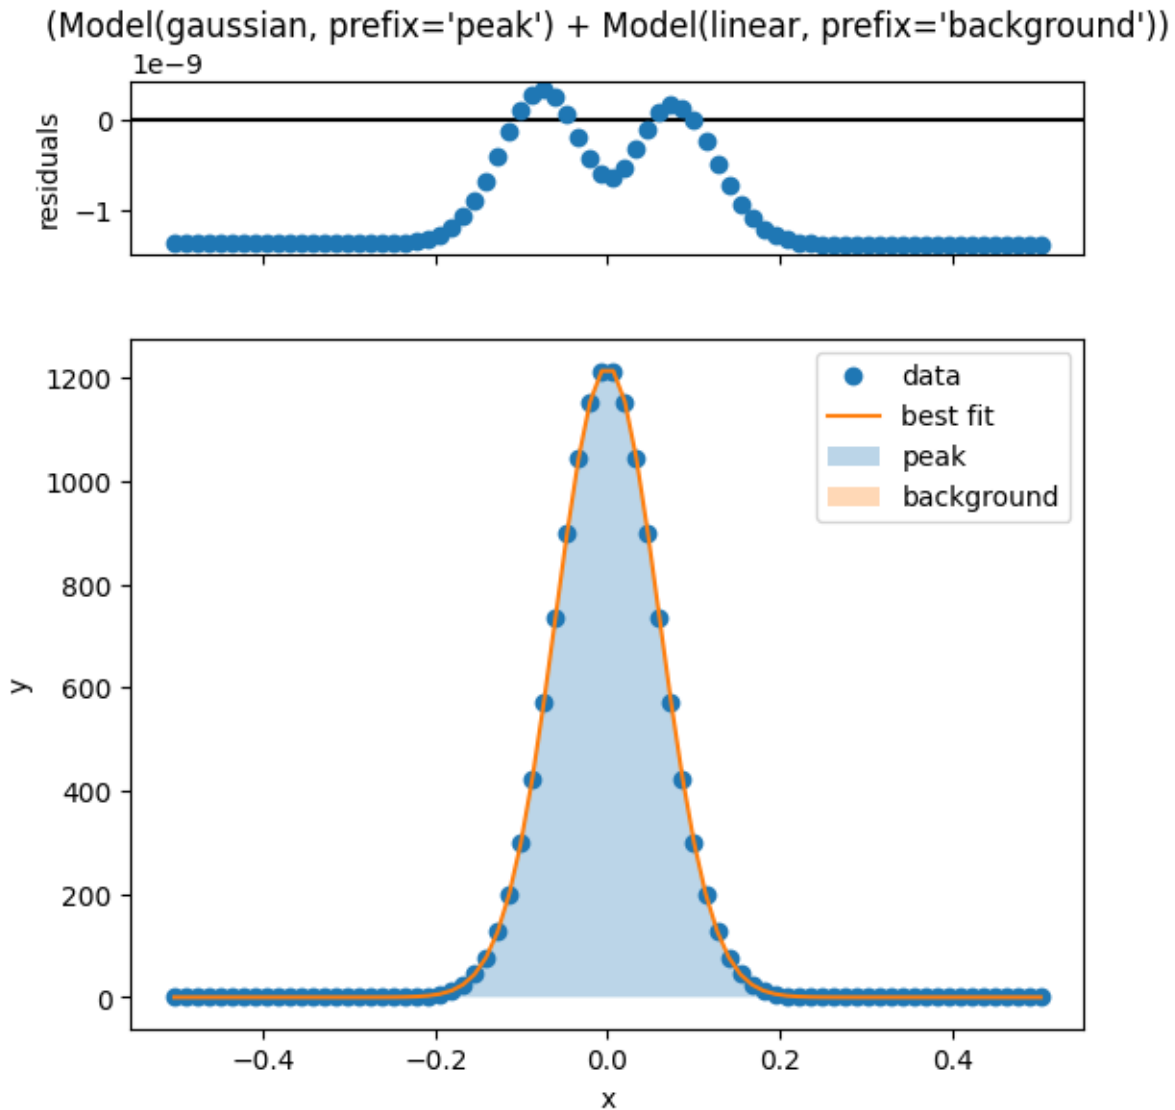 (Model(gaussian, prefix='peak') + Model(linear, prefix='background'))
1e−9
0
−1
residuals
1200
1000
800
600
400
200
0
y
data
best fit
peak
background
−0.4 −0.2 0.0 0.2 0.4
x